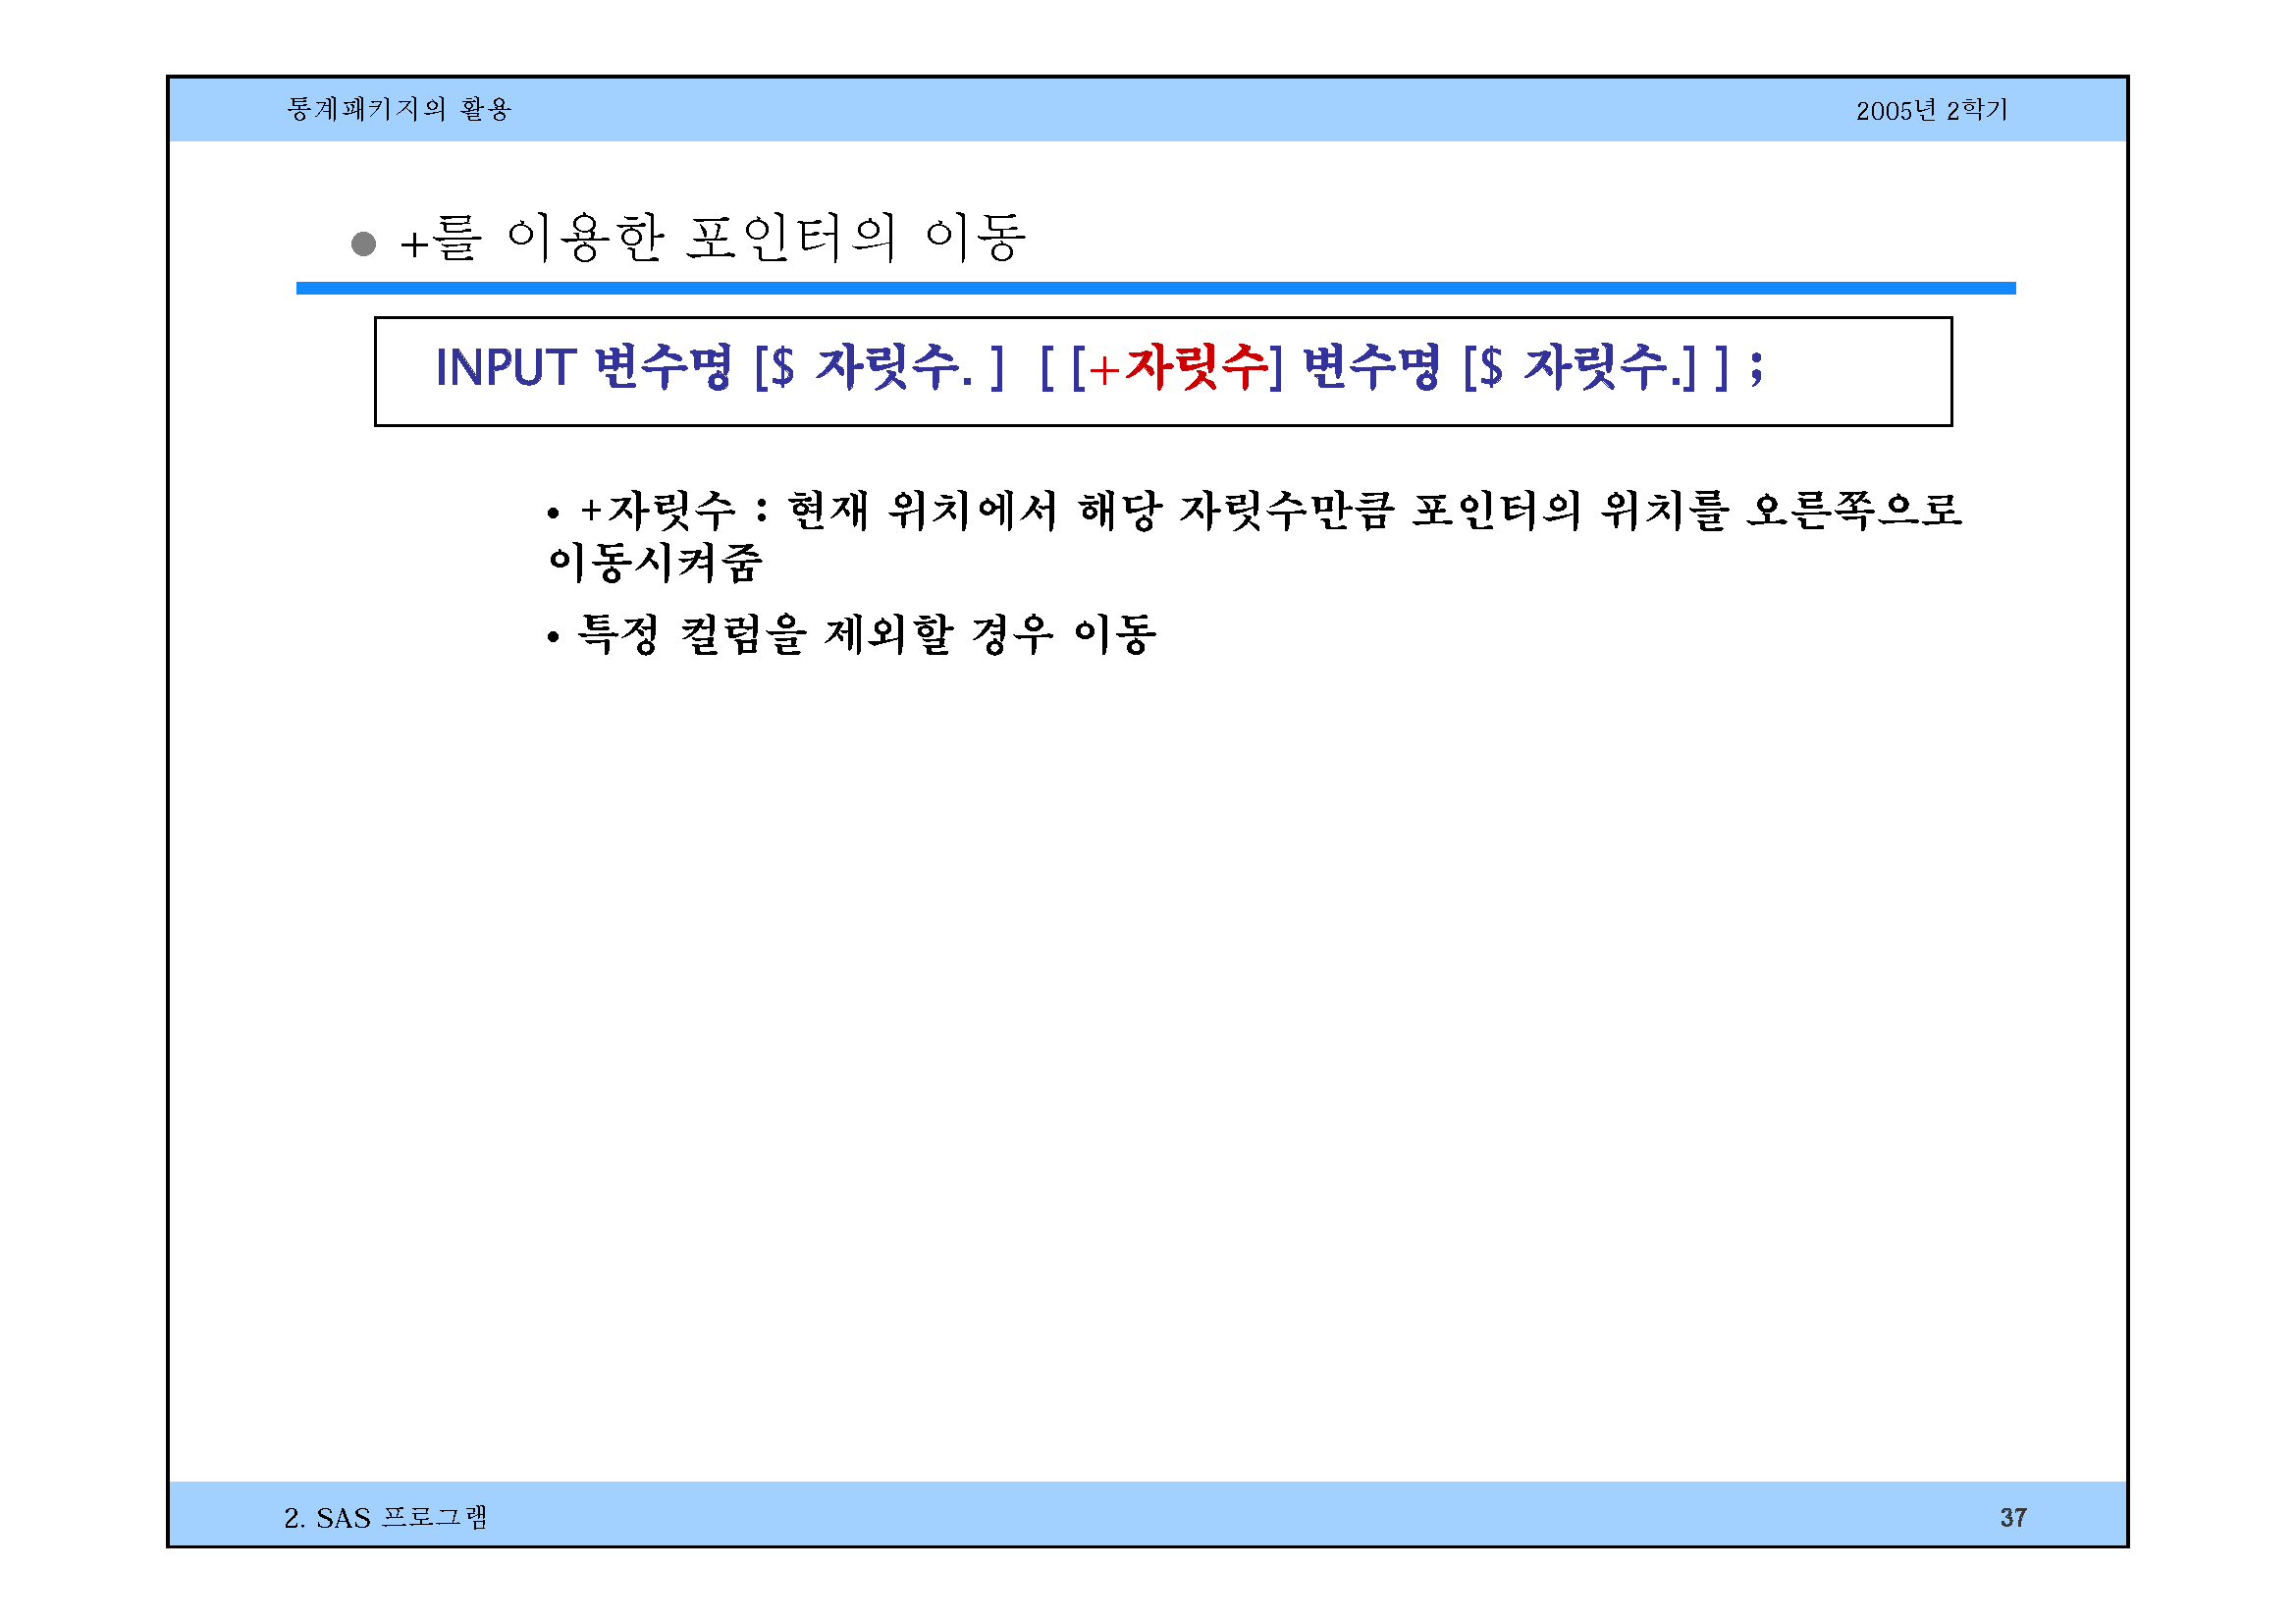 통계패키지의 활용
2005년 2학기
● +를 이용한 포인터의 이동
INPUT 변수명 [$ 자릿수. ] [ [+자릿수] 변수명 [$ 자릿수.] ] ;
• +자릿수 : 현재 위치에서 해당 자릿수만큼 포인터의 위치를 오른쪽으로
이동시켜줌
• 특정 컬럼을 제외할 경우 이동
2. SAS 프로그램
37